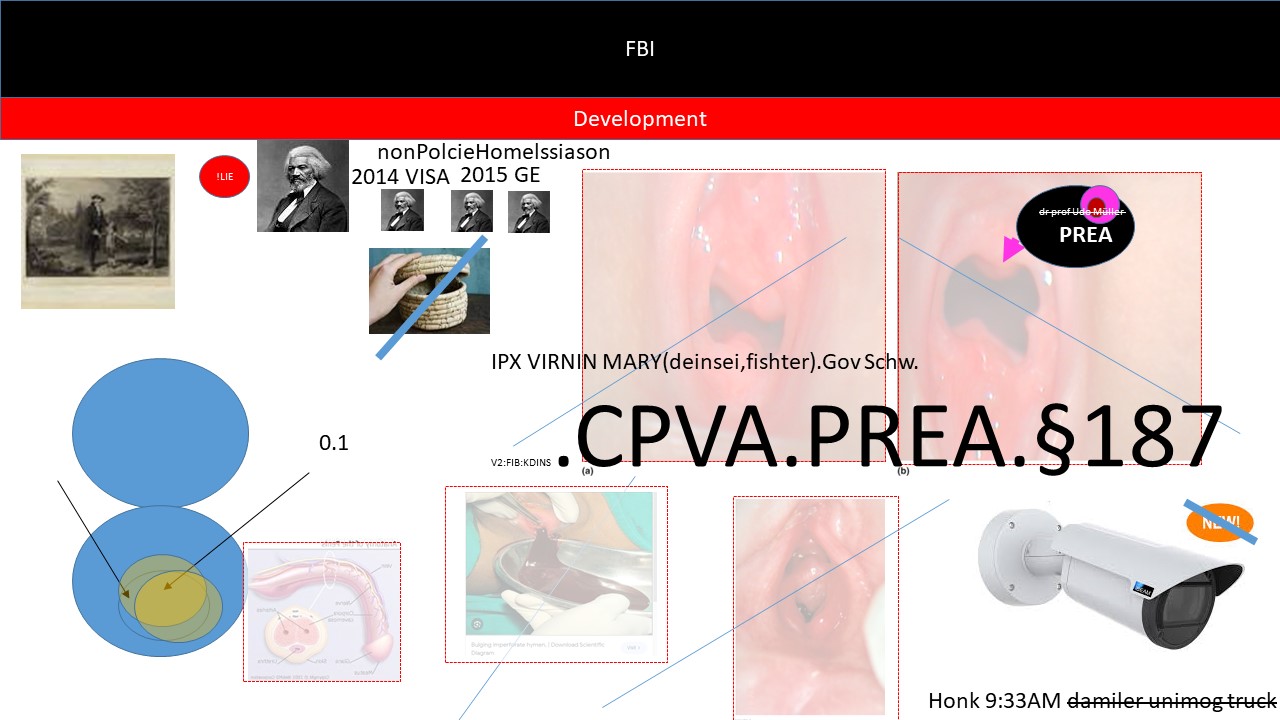 FBI
Development
nonPolcieHomelssiason
2014 VISA 2015 GE
!LIE
dr prof Udo Müller
PREA
IPX VIRNIN MARY(deinsei,fishter).Gov Schw.
.CPVA.PREA.§187
V2:FIB:KDINS
(a)
(b)
0.1
NEW!
Bulging imperforate hymen. | Download Scientific
Diagram
Visit >
Honk 9:33AM damiler unimog truck